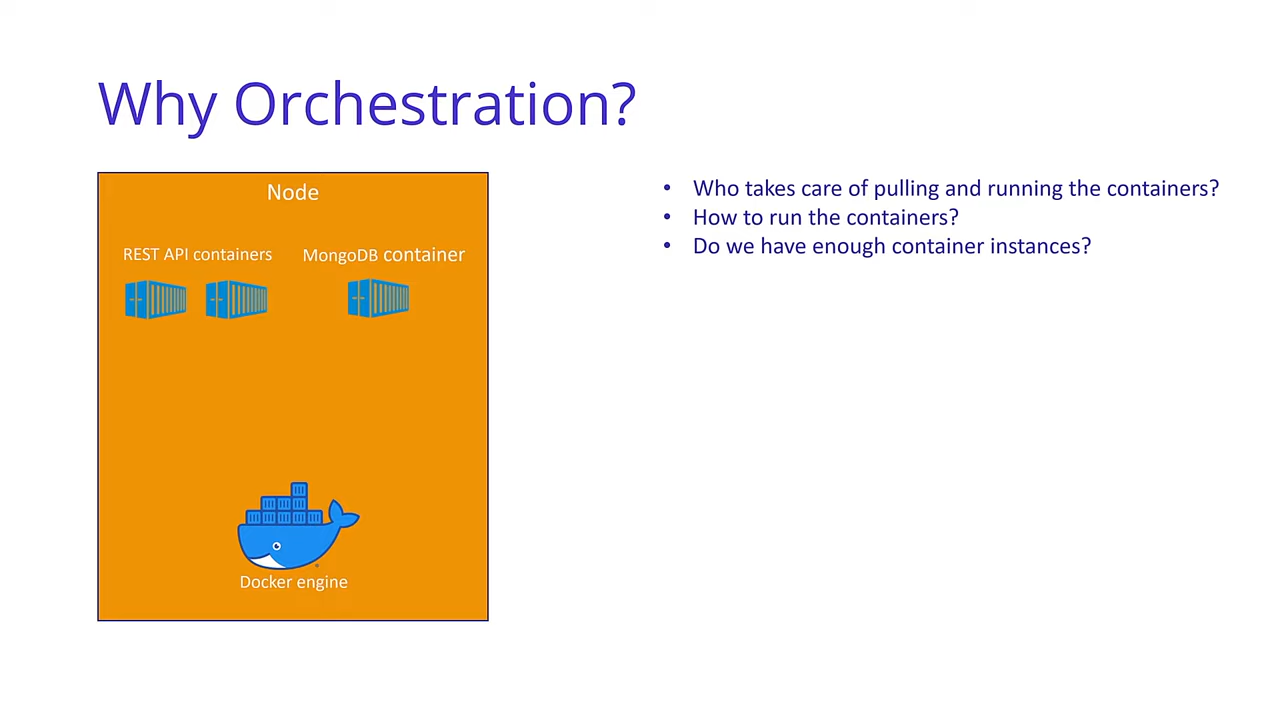 Why Orchestration?
Node
REST API containers
MongoDB container
Docker engine
• Who takes care of pulling and running the containers?
• How to run the containers?
• Do we have enough container instances?